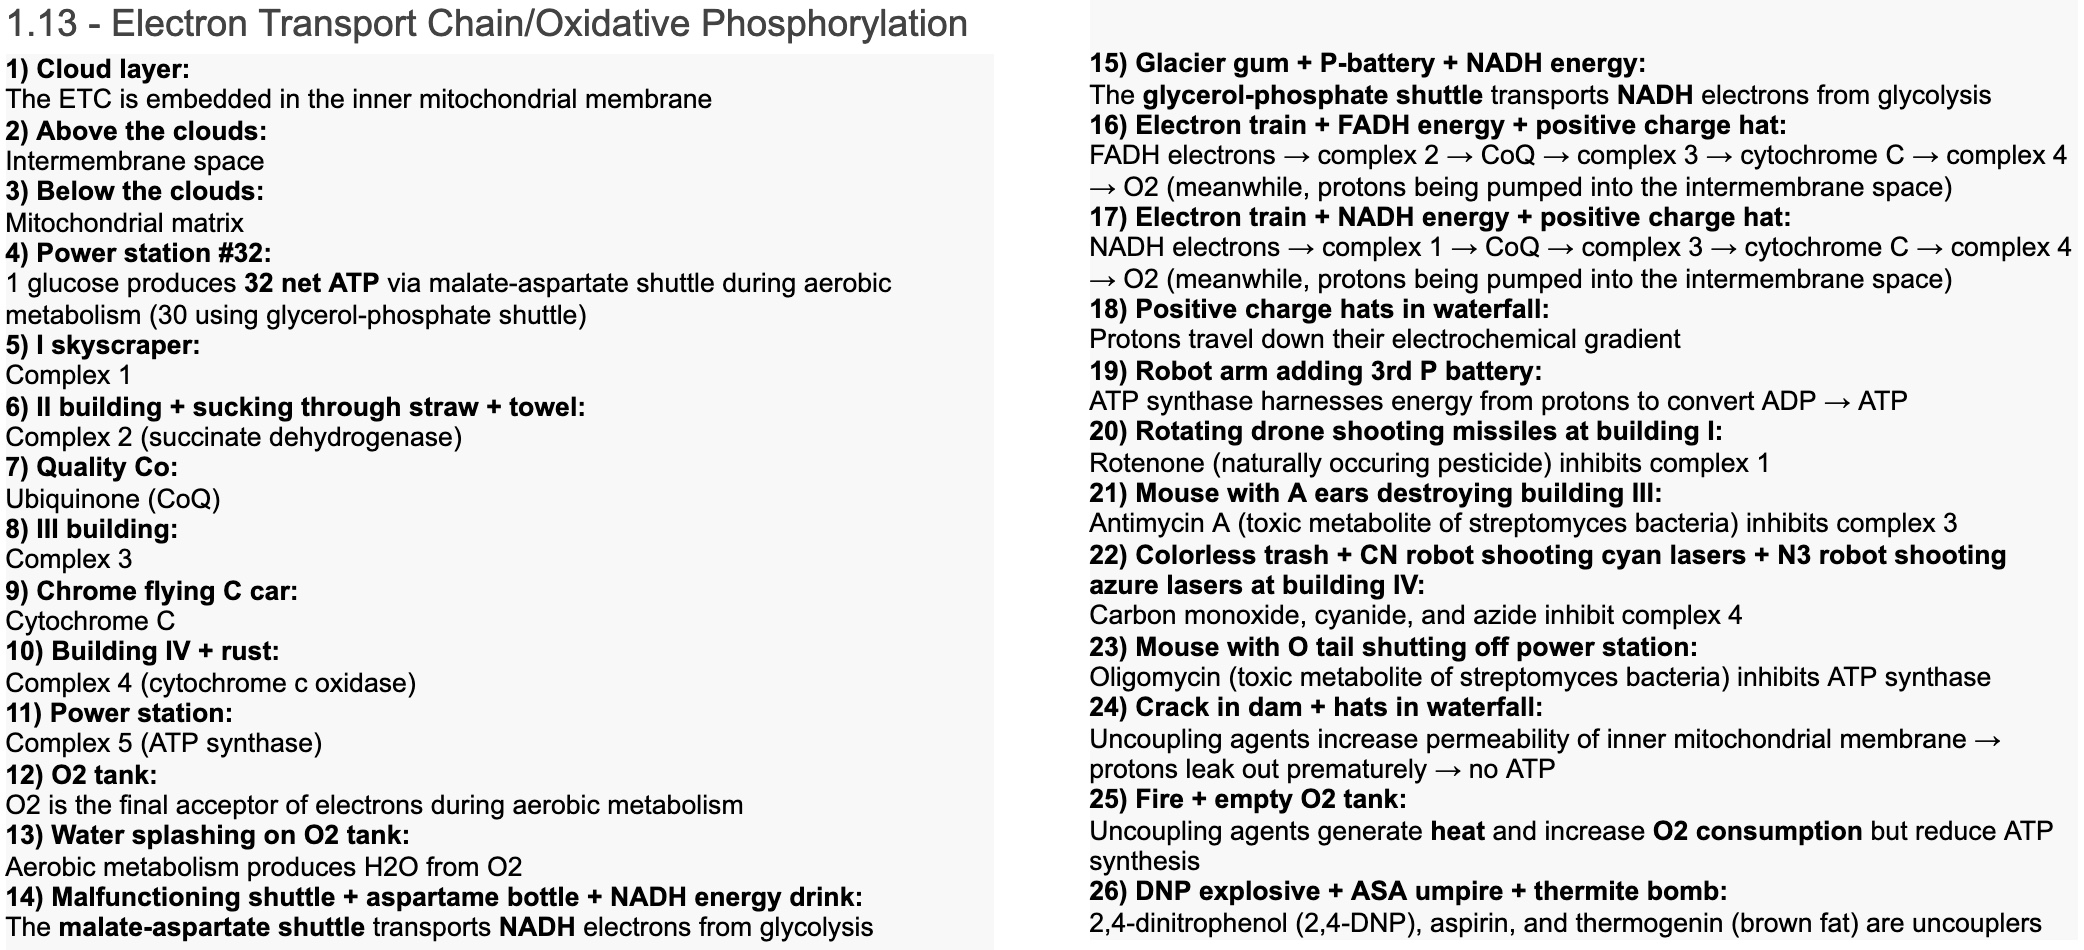 1.13 - Electron Transport Chain/Oxidative Phosphorylation
1) Cloud layer:
The ETC is embedded in the inner mitochondrial membrane
2) Above the clouds:
Intermembrane space
3) Below the clouds:
Mitochondrial matrix
4) Power station #32:
1 glucose produces 32 net ATP via malate-aspartate shuttle during aerobic
metabolism (30 using glycerol-phosphate shuttle)
5) I skyscraper:
Complex 1
6) II building + sucking through straw + towel:
Complex 2 (succinate dehydrogenase)
7) Quality Co:
Ubiquinone (CoQ)
8) III building:
Complex 3
9) Chrome flying C car:
Cytochrome C
10) Building IV + rust:
Complex 4 (cytochrome c oxidase)
11) Power station:
Complex 5 (ATP synthase)
12) O2 tank:
O2 is the final acceptor of electrons during aerobic metabolism
13) Water splashing on O2 tank:
Aerobic metabolism produces H2O from O2
14) Malfunctioning shuttle + aspartame bottle + NADH energy drink:
The malate-aspartate shuttle transports NADH electrons from glycolysis
15) Glacier gum + P-battery + NADH energy:
The glycerol-phosphate shuttle transports NADH electrons from glycolysis
16) Electron train + FADH energy + positive charge hat:
FADH electrons → complex 2 → CoQ → complex 3 → cytochrome C → complex 4
→ O2 (meanwhile, protons being pumped into the intermembrane space)
17) Electron train + NADH energy + positive charge hat:
NADH electrons → complex 1 → CoQ → complex 3 → cytochrome C → complex 4
→ O2 (meanwhile, protons being pumped into the intermembrane space)
18) Positive charge hats in waterfall:
Protons travel down their electrochemical gradient
19) Robot arm adding 3rd P battery:
ATP synthase harnesses energy from protons to convert ADP → ATP
20) Rotating drone shooting missiles at building I:
Rotenone (naturally occuring pesticide) inhibits complex 1
21) Mouse with A ears destroying building III:
Antimycin A (toxic metabolite of streptomyces bacteria) inhibits complex 3
22) Colorless trash + CN robot shooting cyan lasers + N3 robot shooting
azure lasers at building IV:
Carbon monoxide, cyanide, and azide inhibit complex 4
23) Mouse with O tail shutting off power station:
Oligomycin (toxic metabolite of streptomyces bacteria) inhibits ATP synthase
24) Crack in dam + hats in waterfall:
Uncoupling agents increase permeability of inner mitochondrial membrane →
protons leak out prematurely → no ATP
25) Fire + empty O2 tank:
Uncoupling agents generate heat and increase O2 consumption but reduce ATP
synthesis
26) DNP explosive + ASA umpire + thermite bomb:
2,4-dinitrophenol (2,4-DNP), aspirin, and thermogenin (brown fat) are uncouplers